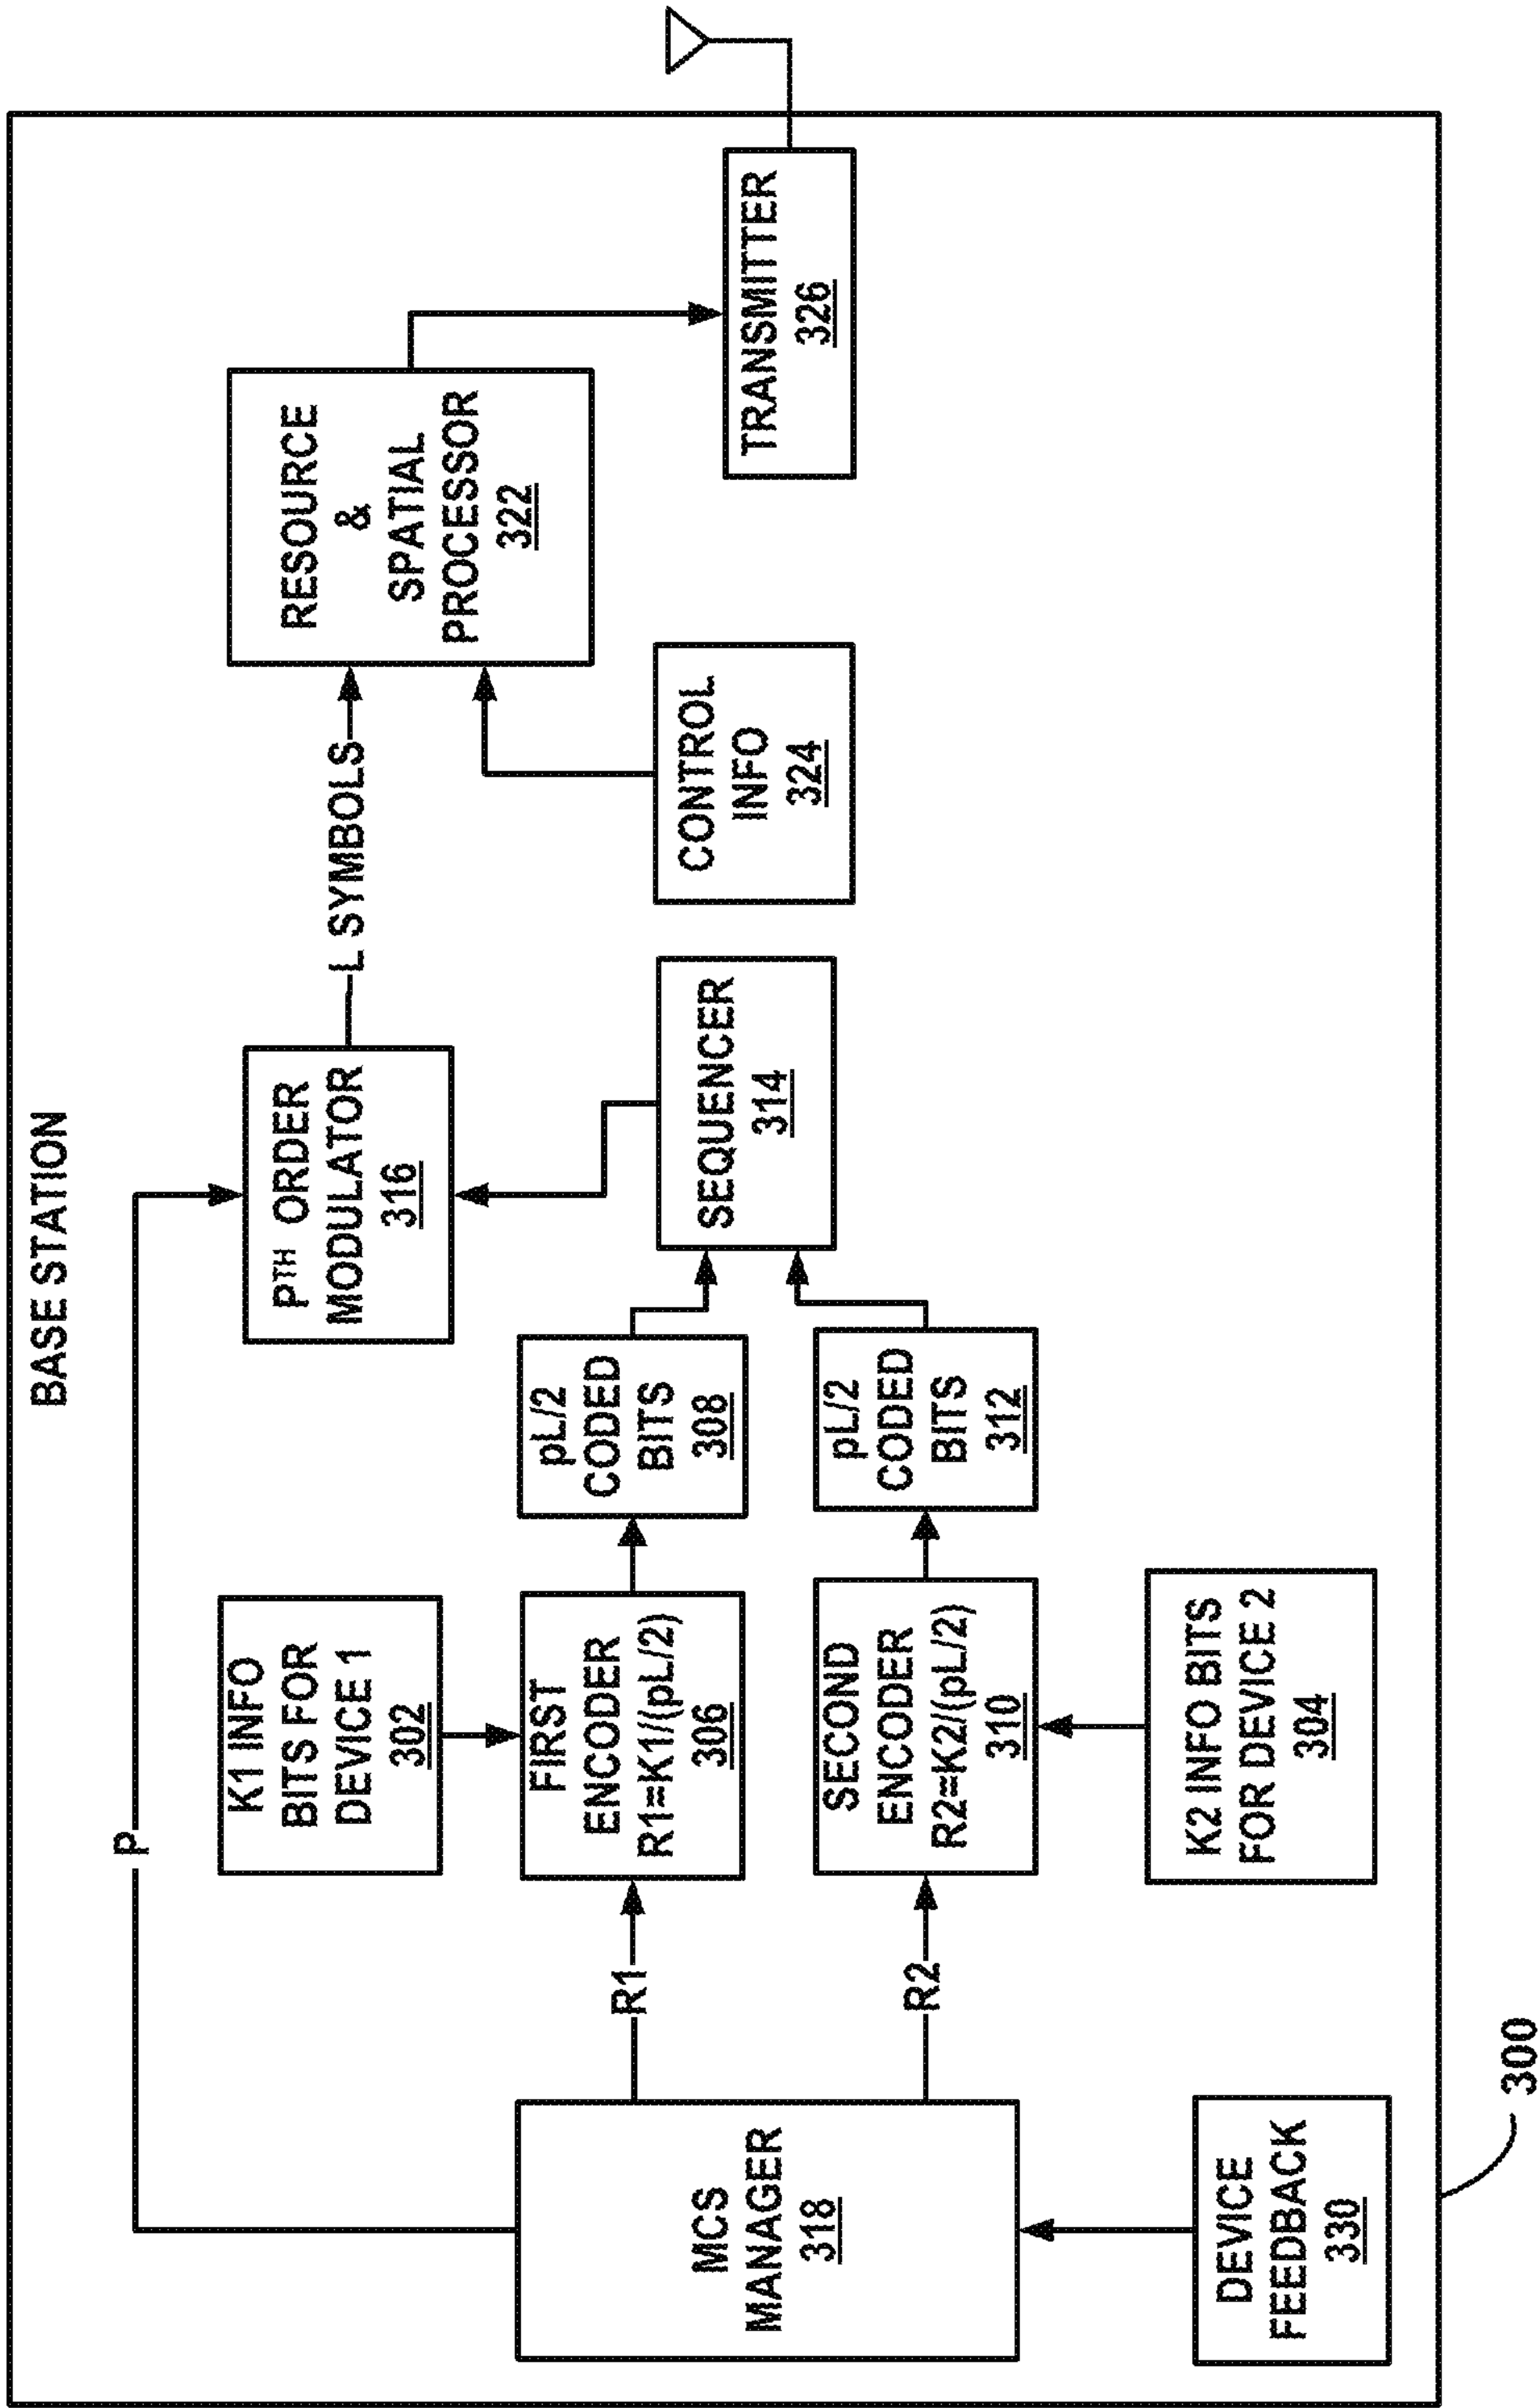 BASE STATION
P
K1 INFO
BITS FOR
DEVICE 1
302
PTH ORDER
MODULATOR
316
L SYMBOLS
RESOURCE
&
SPATIAL
PROCESSOR
322
MCS
MANAGER
318
R1
FIRST
ENCODER
R1=K1/(pL/2)
306
pL/2
CODED
BITS
308
SEQUENCER
314
CONTROL
INFO
324
TRANSMITTER
326
R2
SECOND
ENCODER
R2=K2/(pL/2)
310
pL/2
CODED
BITS
312
DEVICE
FEEDBACK
330
K2 INFO BITS
FOR DEVICE 2
304
300